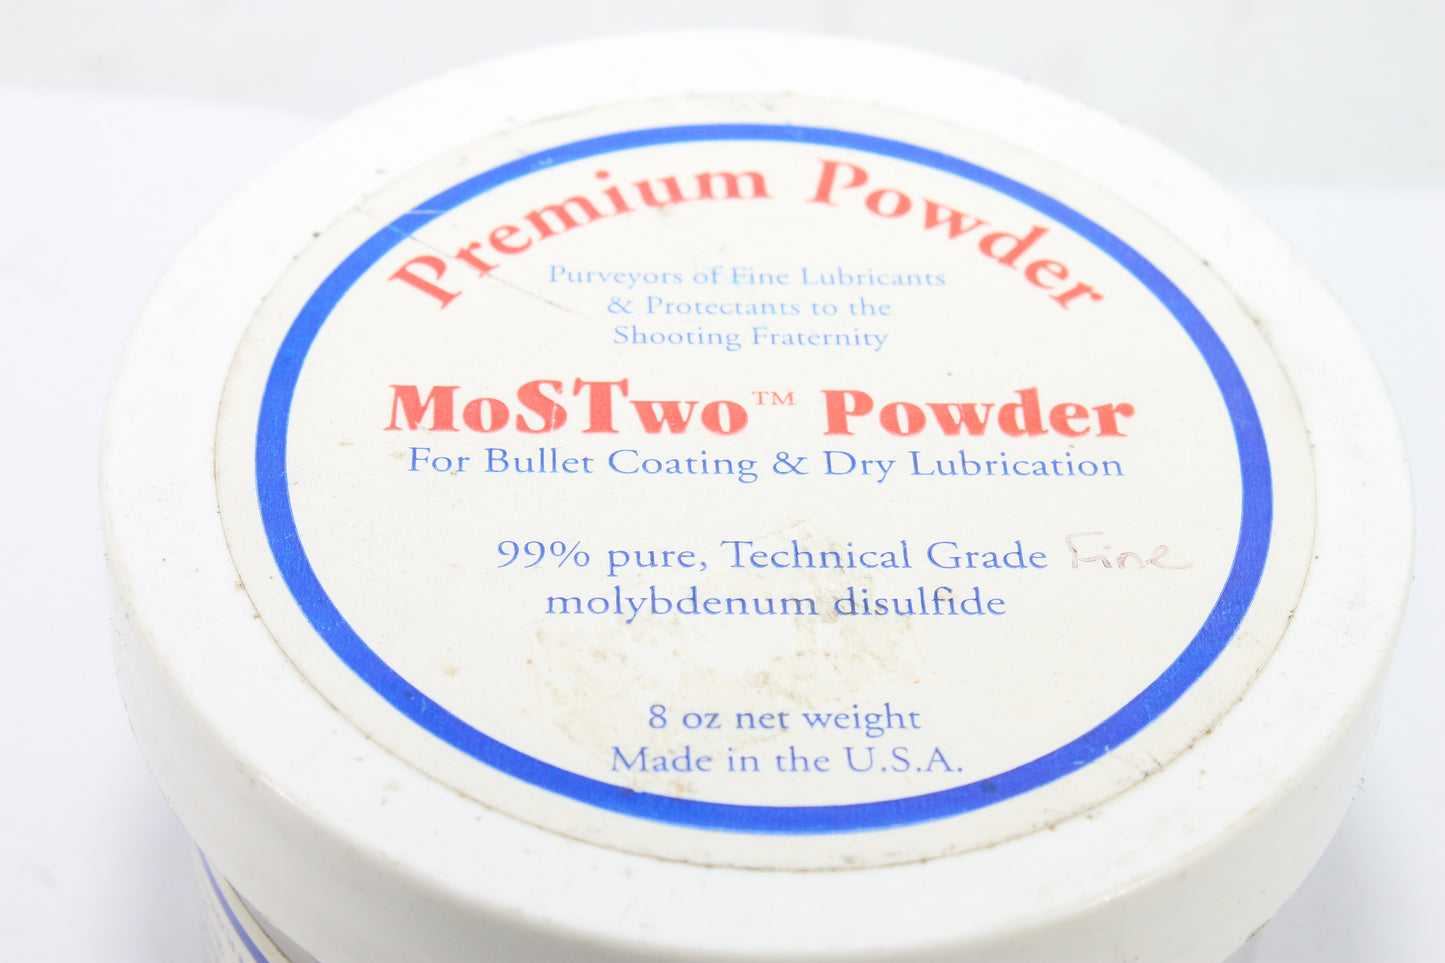 Premium Powder
Purveyors of Fine Lubricants
& Protectants to the
Shooting Fraternity
MoSTwo™ Powder
For Bullet Coating & Dry Lubrication
99% pure, Technical Grade Fine
molybdenum disulfide
8 oz net weight
Made in the U.S.A.